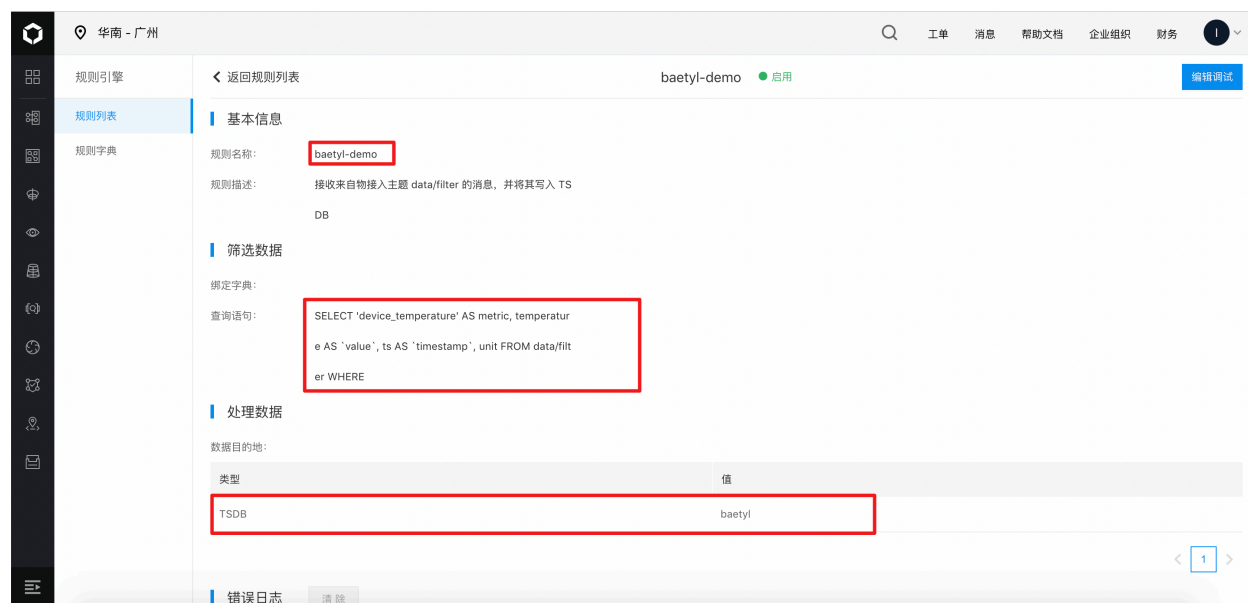 华南 - 广州
工单 消息 帮助文档 企业组织 财务 I
规则引擎
返回规则列表 baetyl-demo 启用 编辑调试
规则列表
规则字典
基本信息
规则名称: baetyl-demo
规则描述: 接收来自物接入主题 data/filter 的消息，并将其写入 TS
DB
筛选数据
绑定字典:
查询语句: SELECT 'device_temperature' AS metric, temperatur
e AS `value`, ts AS `timestamp`, unit FROM data/filt
er WHERE
处理数据
数据目的地:
类型 值
TSDB baetyl
1
错误日志 清 除